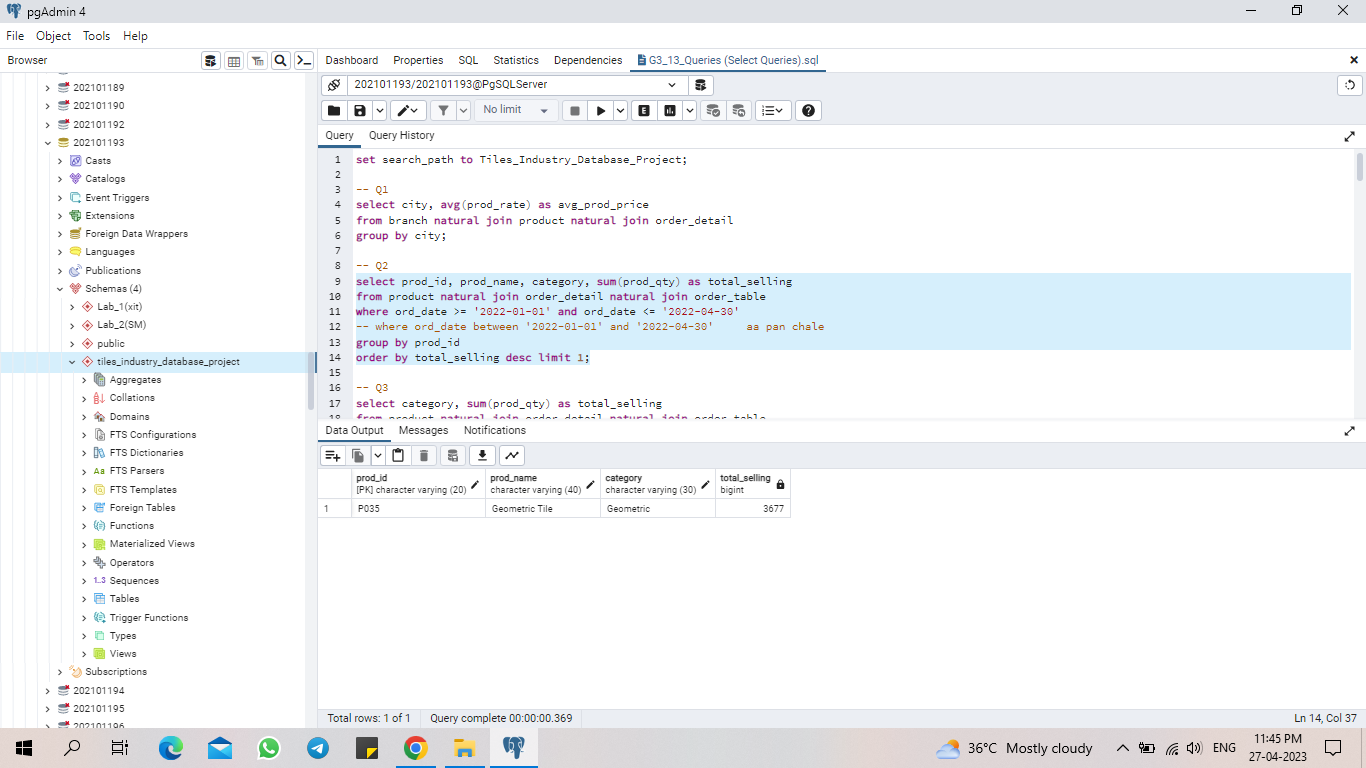 pgAdmin 4
File Object Tools Help
Browser
Dashboard Properties SQL Statistics Dependencies G3_13_Queries (Select Queries).sql
202101189
202101190
202101192
202101193
Casts
Catalogs
Event Triggers
Extensions
Foreign Data Wrappers
Languages
Publications
Schemas (4)
Lab_1(xit)
Lab_2(SM)
public
tiles_industry_database_project
Aggregates
Collations
Domains
FTS Configurations
FTS Dictionaries
FTS Parsers
FTS Templates
Foreign Tables
Functions
Materialized Views
Operators
Sequences
Tables
Trigger Functions
Types
Views
Subscriptions
202101194
202101195
202101196
202101193/202101193@PgSQLServer
No limit
Query Query History
1 set search_path to Tiles_Industry_Database_Project;
2
3 -- Q1
4 select city, avg(prod_rate) as avg_prod_price
5 from branch natural join product natural join order_detail
6 group by city;
7
8 -- Q2
9 select prod_id, prod_name, category, sum(prod_qty) as total_selling
10 from product natural join order_detail natural join order_table
11 where ord_date >= '2022-01-01' and ord_date <= '2022-04-30'
12 -- where ord_date between '2022-01-01' and '2022-04-30' aa pan chale
13 group by prod_id
14 order by total_selling desc limit 1;
15
16 -- Q3
17 select category, sum(prod_qty) as total_selling
18 from product natural join order_detail natural join order_table
Data Output Messages Notifications
prod_id prod_name category total_selling
[PK] character varying (20) character varying (40) character varying (30) bigint
1 P035 Geometric Tile Geometric 3677
Total rows: 1 of 1 Query complete 00:00:00.369 Ln 14, Col 37
36°C Mostly cloudy ENG 11:45 PM
27-04-2023